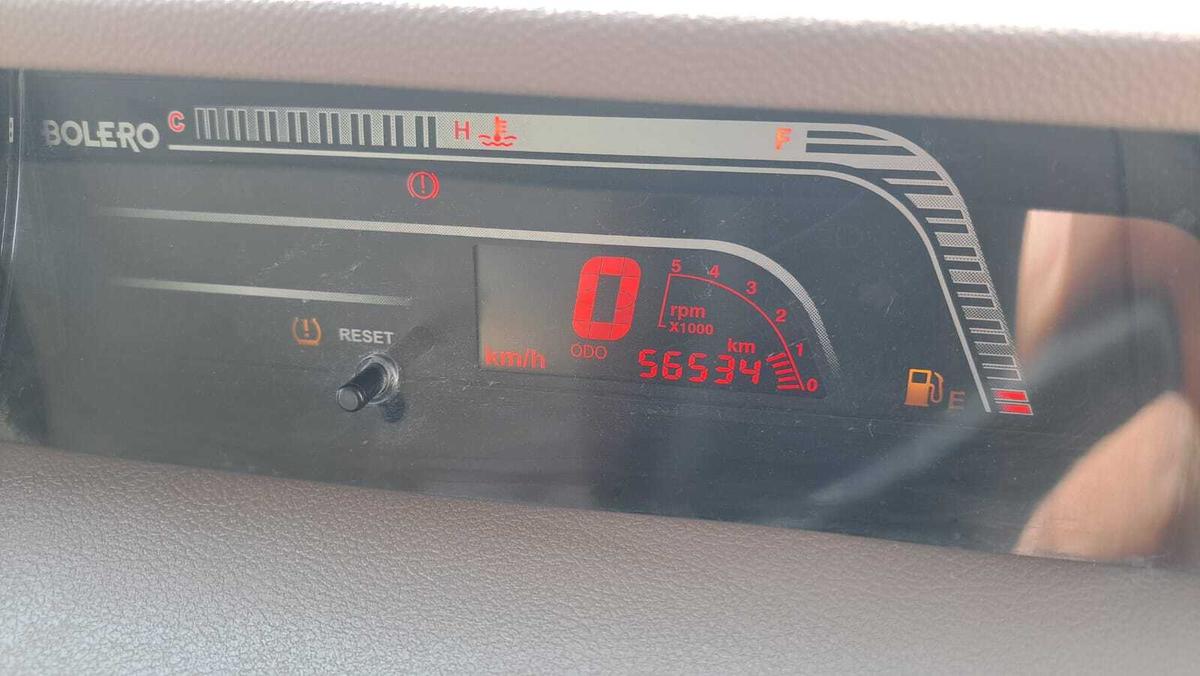 BOLERO C H F
5 4 3 2 1 0
rpm
X1000
0
km/h
ODO
km
56534
RESET
E